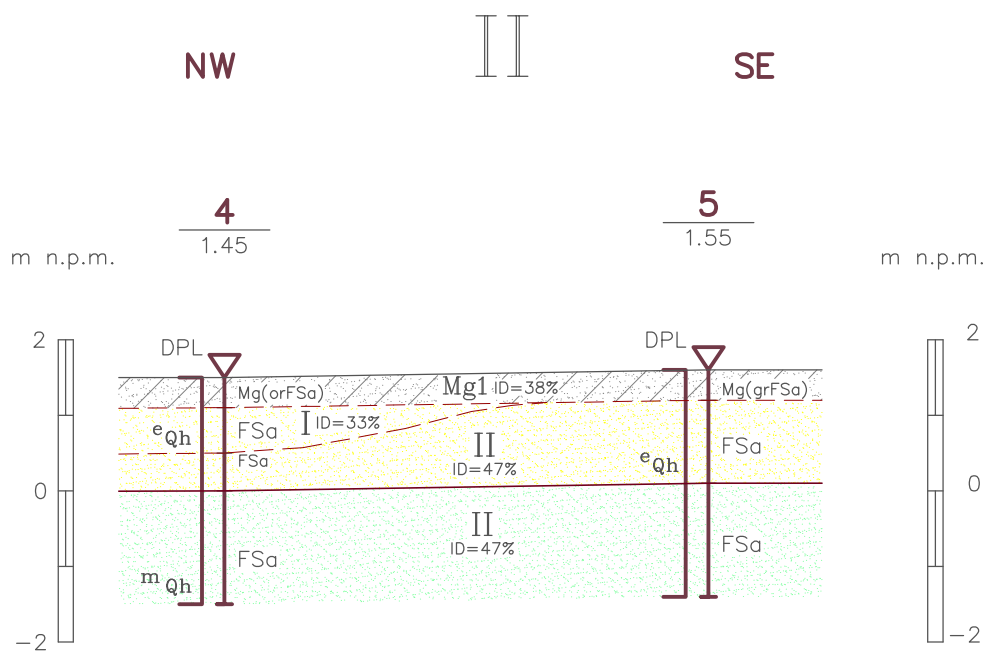 II
NW SE
4 5
1.45 1.55
m n.p.m. m n.p.m.
2 2
DPL DPL
Mg(orFSa) Mg1 ID=38% Mg(grFSa)
eQh FSa I ID=33%
FSa II FSa
ID=47% eQh
0 0
II
ID=47%
FSa FSa
mQh
-2 -2